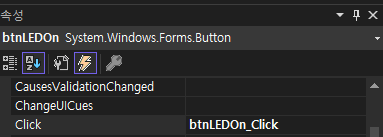 속성
btnLEDOn System.Windows.Forms.Button
CausesValidationChanged
ChangeUICues
Click btnLEDOn_Click